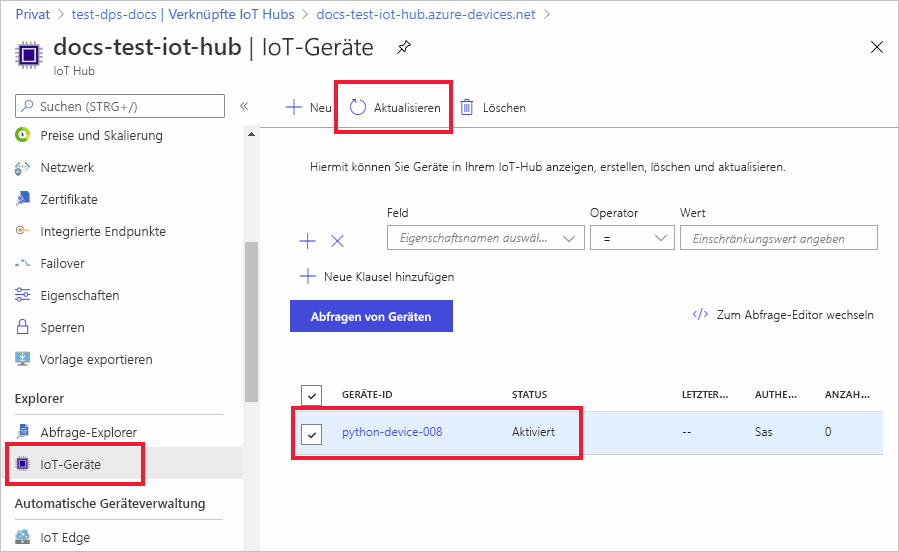 Privat > test-dps-docs | Verknüpfte IoT Hubs > docs-test-iot-hub.azure-devices.net >
docs-test-iot-hub | IoT-Geräte
IoT Hub
Suchen (STRG+/)
«
Preise und Skalierung
Netzwerk
Zertifikate
Integrierte Endpunkte
Failover
Eigenschaften
Sperren
Vorlage exportieren
Explorer
Abfrage-Explorer
IoT-Geräte
Automatische Geräteverwaltung
IoT Edge
Neu Aktualisieren Löschen
Hiermit können Sie Geräte in Ihrem IoT-Hub anzeigen, erstellen, löschen und aktualisieren.
Feld Operator Wert
Eigenschaftsnamen auswäl... = Einschränkungswert angeben
Neue Klausel hinzufügen
Abfragen von Geräten </> Zum Abfrage-Editor wechseln
GERÄTE-ID STATUS LETZTER... AUTHE... ANZAH...
python-device-008 Aktiviert -- Sas 0